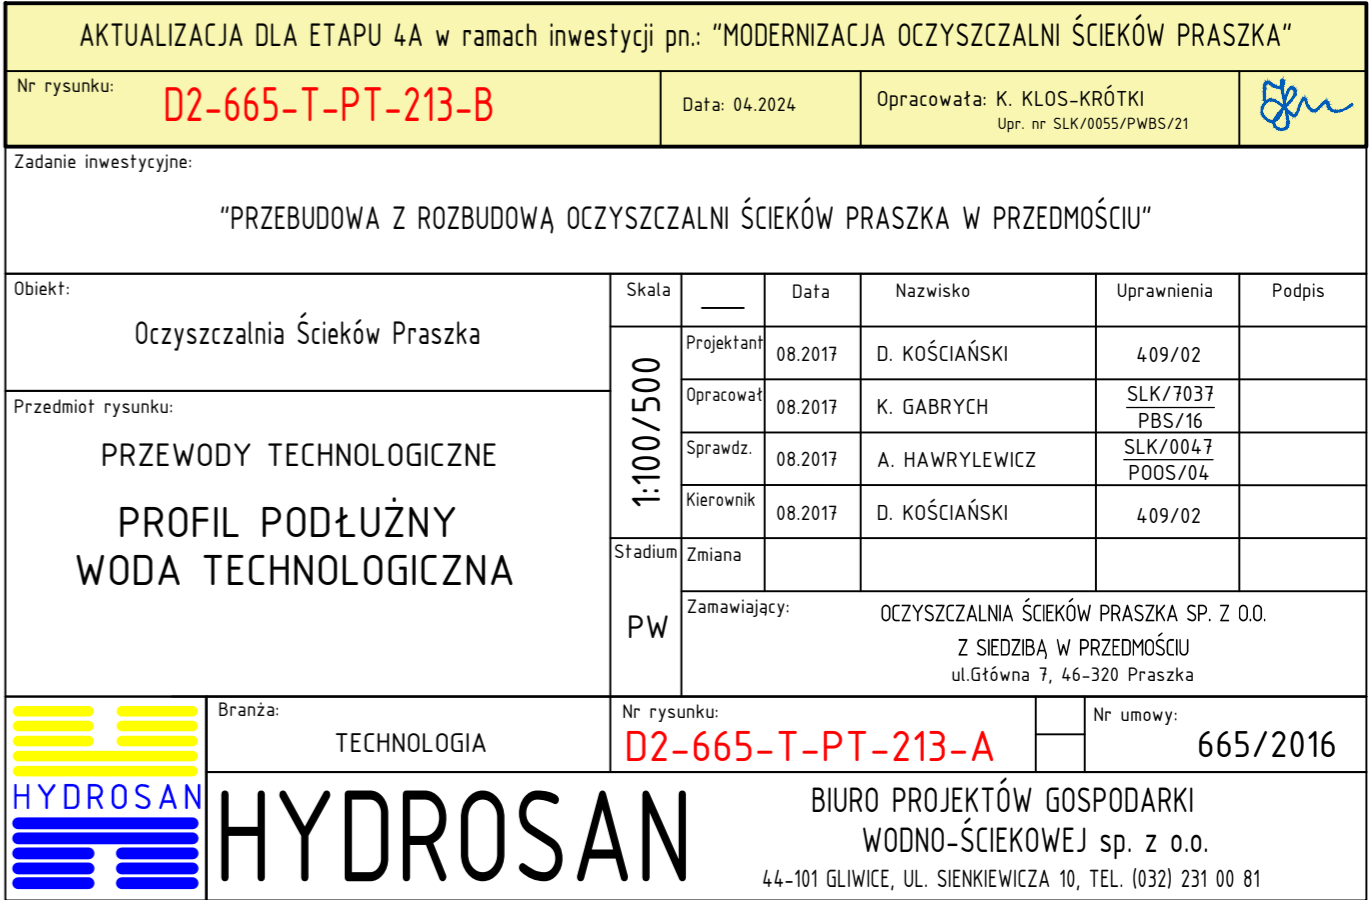 AKTUALIZACJA DLA ETAPU 4A w ramach inwestycji pn.: "MODERNIZACJA OCZYSZCZALNI ŚCIEKÓW PRASZKA"
Nr rysunku: D2-665-T-PT-213-B
Data: 04.2024
Opracowała: K. KLOS-KRÓTKI
Upr. nr SLK/0055/PWBS/21
Zadanie inwestycyjne:
"PRZEBUDOWA Z ROZBUDOWĄ OCZYSZCZALNI ŚCIEKÓW PRASZKA W PRZEDMOŚCIU"
Obiekt:
Oczyszczalnia Ścieków Praszka
Przedmiot rysunku:
PRZEWODY TECHNOLOGICZNE
PROFIL PODŁUŻNY
WODA TECHNOLOGICZNA
Skala
1:100/500
Stadium
PW
Data Nazwisko Uprawnienia Podpis
Projektant 08.2017 D. KOŚCIAŃSKI 409/02
Opracował 08.2017 K. GABRYCH SLK/7037
PBS/16
Sprawdz. 08.2017 A. HAWRYLEWICZ SLK/0047
POOS/04
Kierownik 08.2017 D. KOŚCIAŃSKI 409/02
Zmiana
Zamawiający: OCZYSZCZALNIA ŚCIEKÓW PRASZKA SP. Z O.O.
Z SIEDZIBĄ W PRZEDMOŚCIU
ul.Główna 7, 46-320 Praszka
HYDROSAN
Branża:
TECHNOLOGIA
Nr rysunku:
D2-665-T-PT-213-A
Nr umowy:
665/2016
HYDROSAN
BIURO PROJEKTÓW GOSPODARKI
WODNO-ŚCIEKOWEJ sp. z o.o.
44-101 GLIWICE, UL. SIENKIEWICZA 10, TEL. (032) 231 00 81